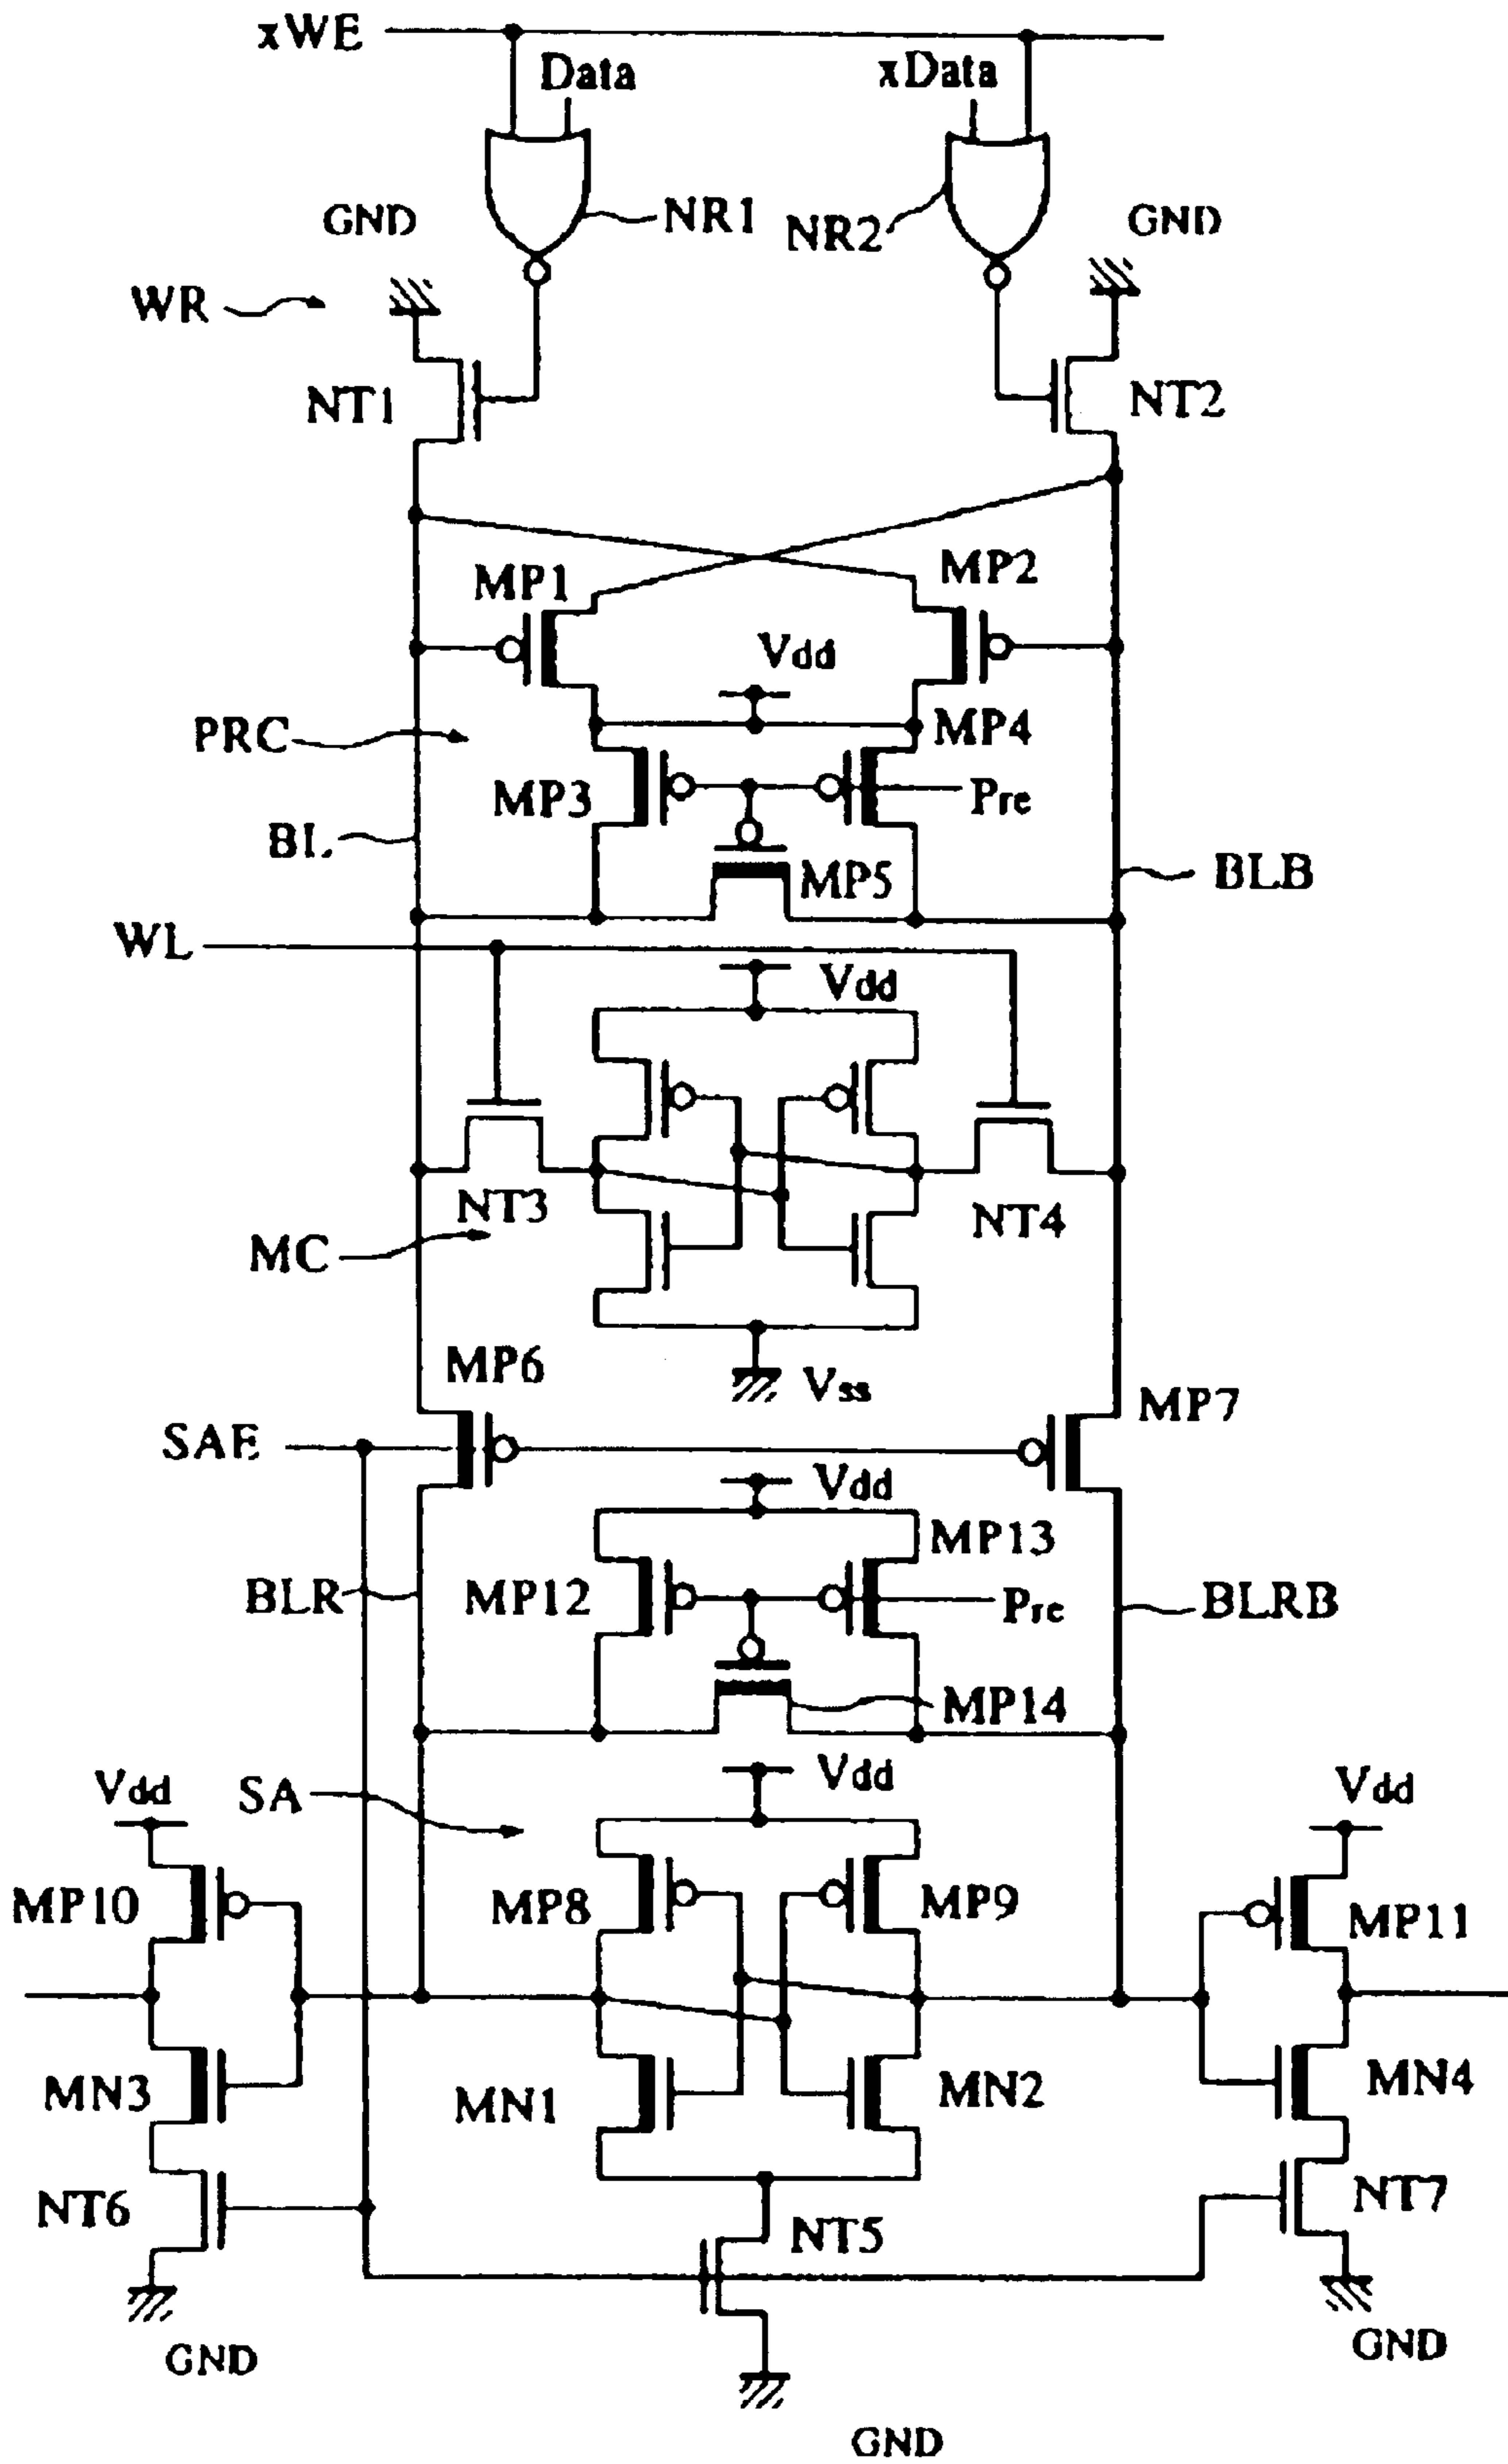 xWE
Data
xData
GND
NR1
NR2
GND
WR
NT1
NT2
MP1
MP2
Vdd
PRC
MP4
MP3
Pre
BL
MP5
BLB
WL
Vdd
NT3
NT4
MC
MP6
Vss
MP7
SAE
Vdd
MP13
BLR
MP12
Pre
BLRB
MP14
Vdd
SA
Vdd
Vdd
MP10
MP8
MP9
MP11
MN3
MN1
MN2
MN4
NT6
NT5
NT7
GND
GND
GND